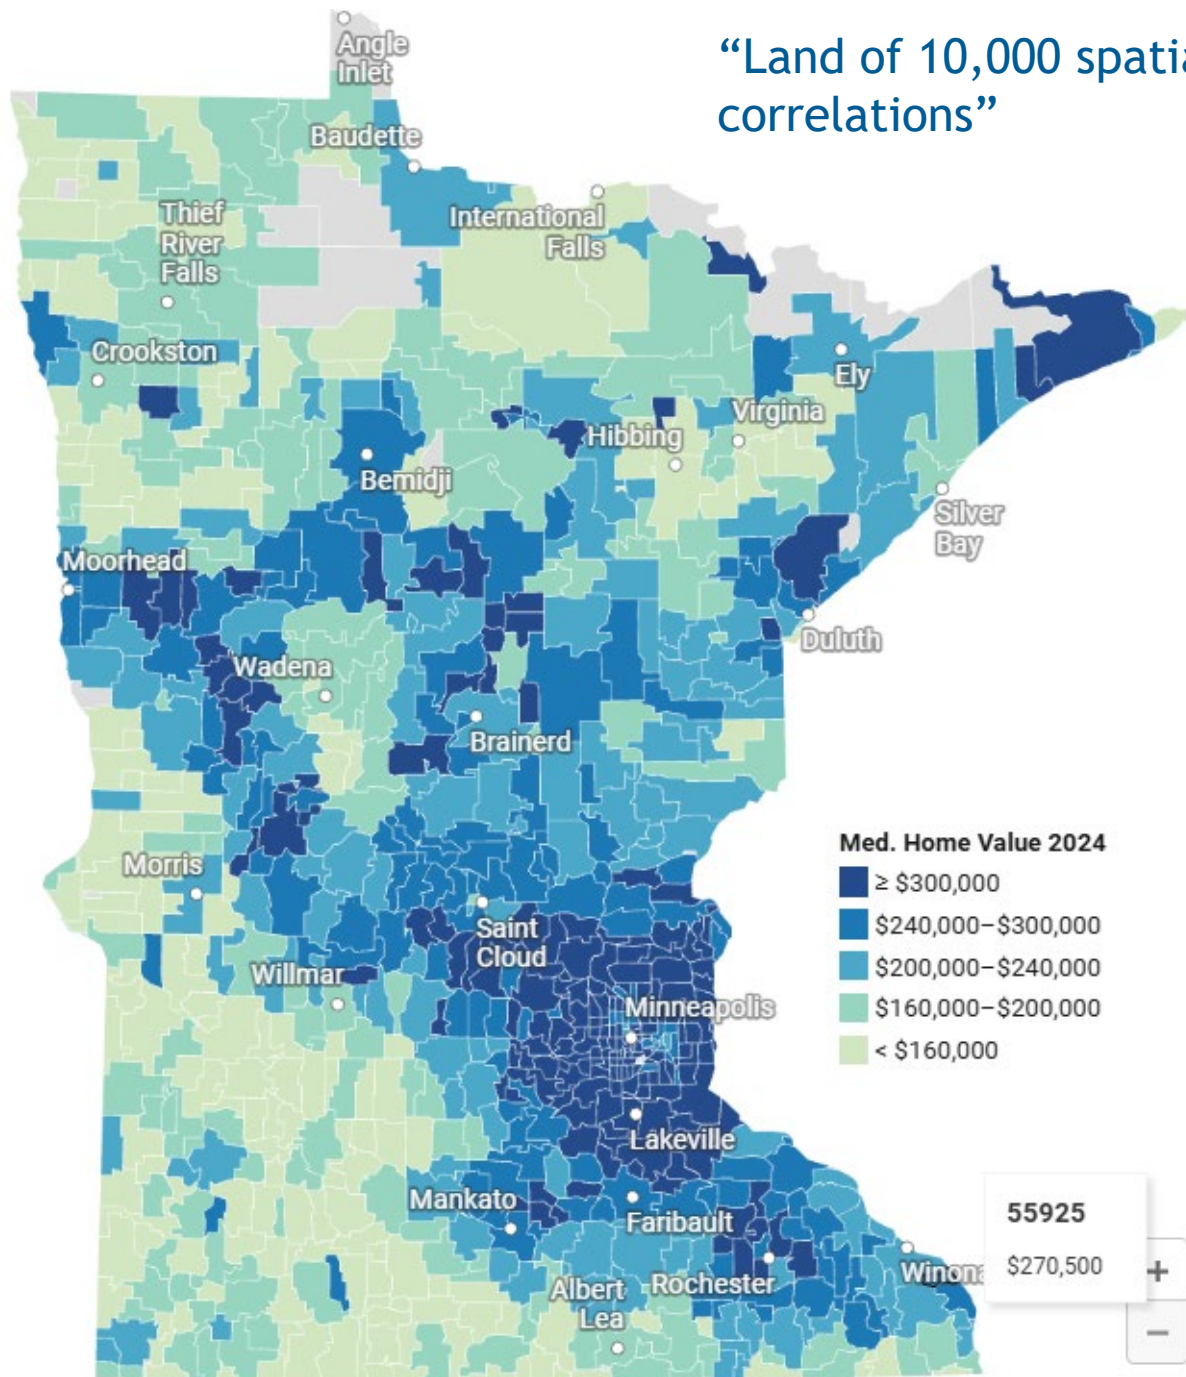 “Land of 10,000 spatia
correlations”
Angle
Inlet
Baudette
International
Falls
Thief
River
Falls
Crookston
Ely
Virginia
Hibbing
Bemidji
Silver
Bay
Moorhead
Duluth
Wadena
Brainerd
Med. Home Value 2024
≥ $300,000
$240,000–$300,000
$200,000–$240,000
$160,000–$200,000
< $160,000
Morris
Saint
Cloud
Willmar
Minneapolis
Lakeville
Mankato
Faribault
55925
$270,500
Rochester
Winona
Albert
Lea
+
−